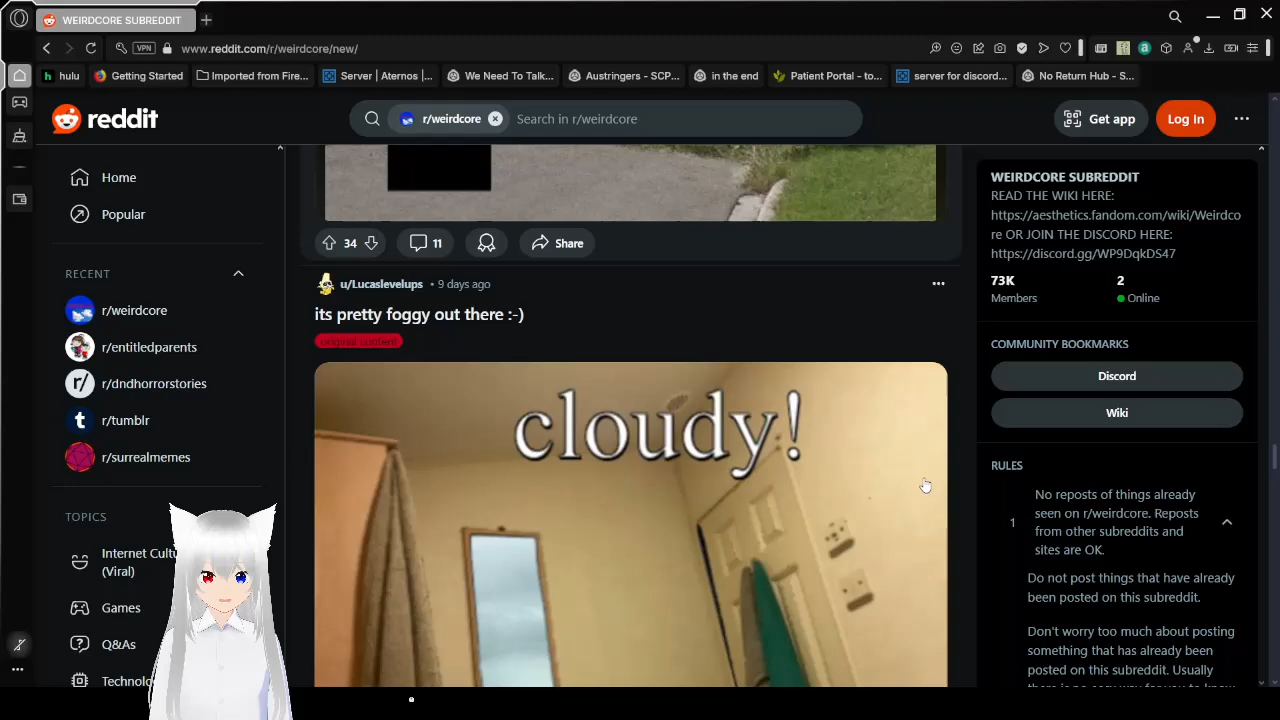 WEIRDCORE SUBREDDIT
VPN
www.reddit.com/r/weirdcore/new/
hulu
Getting Started
Imported from Fire...
Server | Aternos |...
We Need To Talk...
Austringers - SCP...
in the end
Patient Portal - to...
server for discord...
No Return Hub - S...
reddit
r/weirdcore
Search in r/weirdcore
Get app
Log In
Home
Popular
RECENT
r/weirdcore
r/entitledparents
r/dndhorrorstories
r/tumblr
r/surrealmemes
TOPICS
Internet Cultu
(Viral)
Games
Q&As
Technolo
34
11
Share
u/Lucaslevelups • 9 days ago
its pretty foggy out there :-)
original content
cloudy!
WEIRDCORE SUBREDDIT
READ THE WIKI HERE:
https://aesthetics.fandom.com/wiki/Weirdco
re OR JOIN THE DISCORD HERE:
https://discord.gg/WP9DqkDS47
73K
Members
2
Online
COMMUNITY BOOKMARKS
Discord
Wiki
RULES
1
No reposts of things already
seen on r/weirdcore. Reposts
from other subreddits and
sites are OK.
Do not post things that have already
been posted on this subreddit.
Don't worry too much about posting
something that has already been
posted on this subreddit. Usually